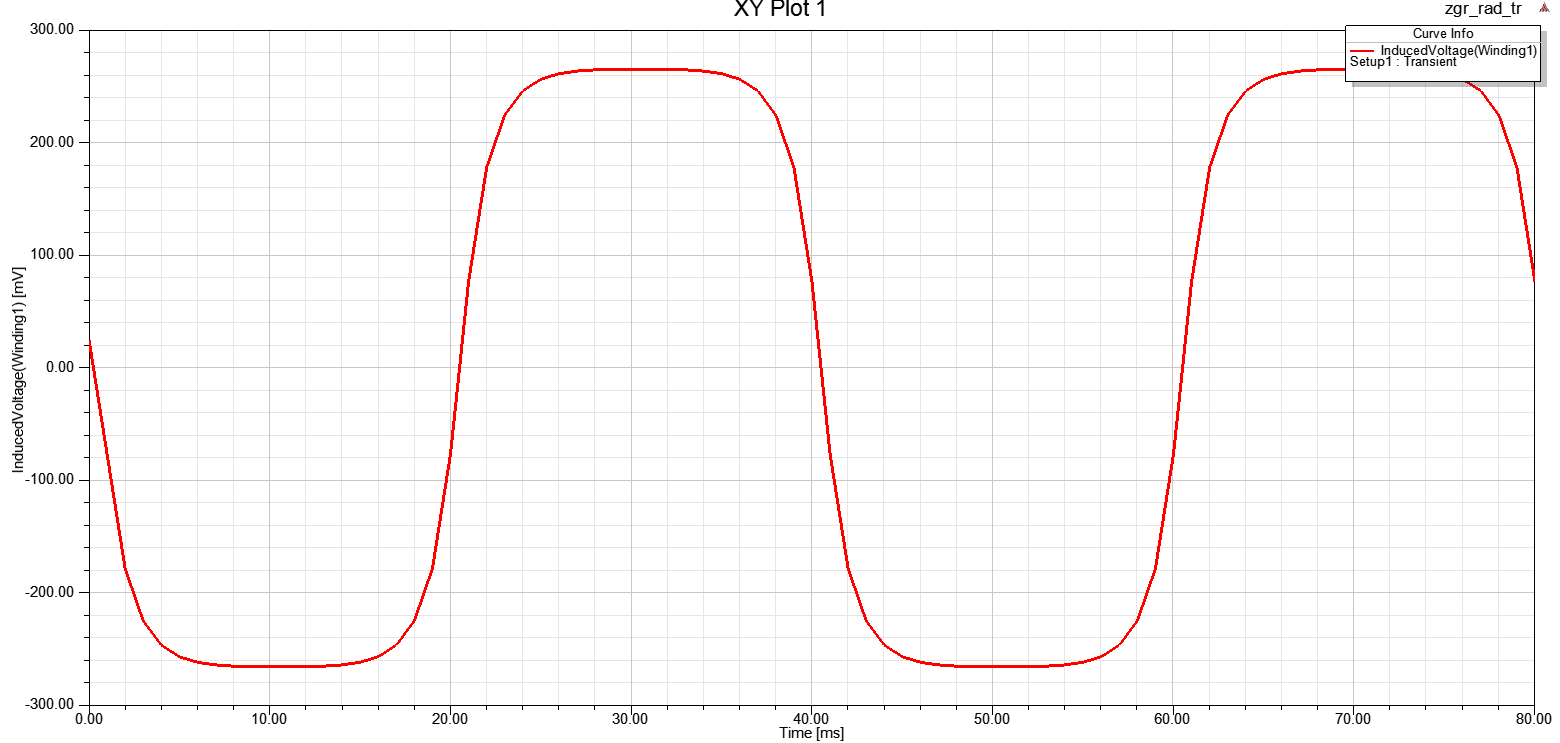 XY Plot 1
zgr_rad_tr
Curve Info
InducedVoltage(Winding1)
Setup1 : Transient
300.00
200.00
100.00
0.00
-100.00
-200.00
-300.00
InducedVoltage(Winding1) [mV]
0.00 10.00 20.00 30.00 40.00 50.00 60.00 70.00 80.00
Time [ms]